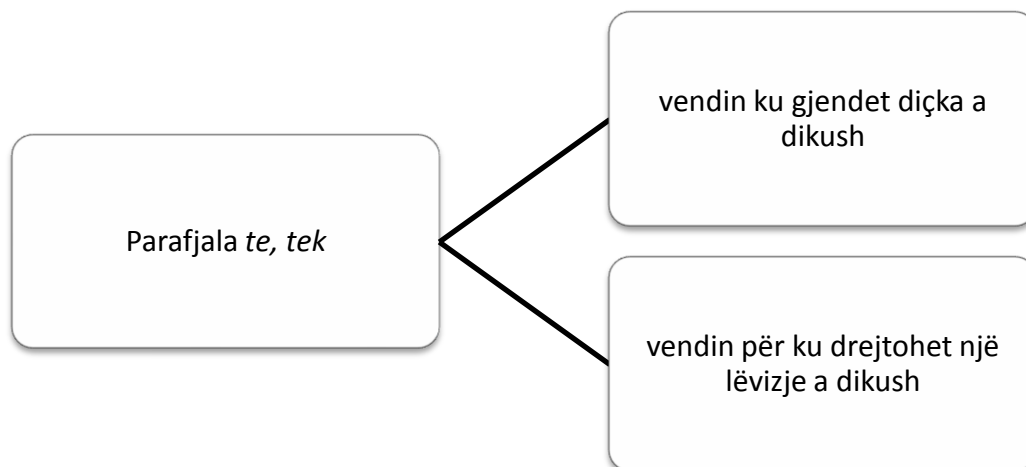 Parafjala te, tek
vendin ku gjendet diçka a
dikush
vendin për ku drejtohet një
lëvizje a dikush